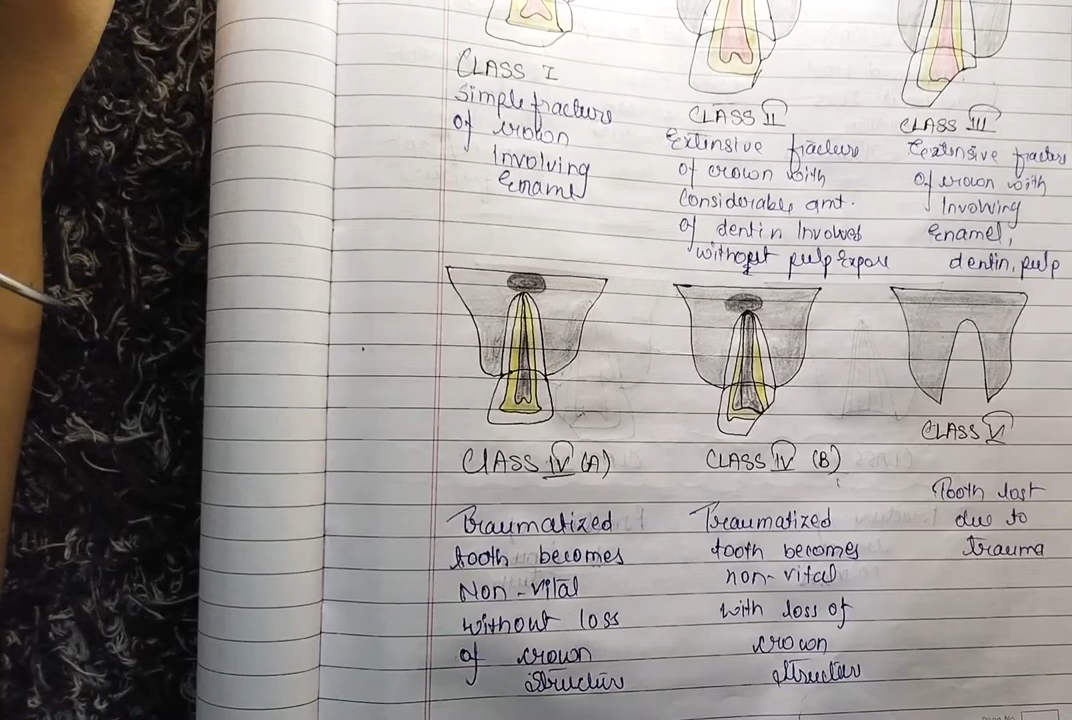 CLASS I
Simple fracture
of crown
Involving
Enamel
CLASS II
Extensive fracture
of crown with
Considerable amt.
of dentin Involves
without pulp Expose
CLASS III
Extensive fracture
of crown with
Involving
Enamel,
dentin, pulp
CLASS IV (A)
Traumatized
tooth becomes
Non-vital
without loss
of crown
Structure
CLASS IV (B)
Traumatized
tooth becomes
non-vital
with loss of
crown
structure
CLASS V
Tooth lost
due to
trauma